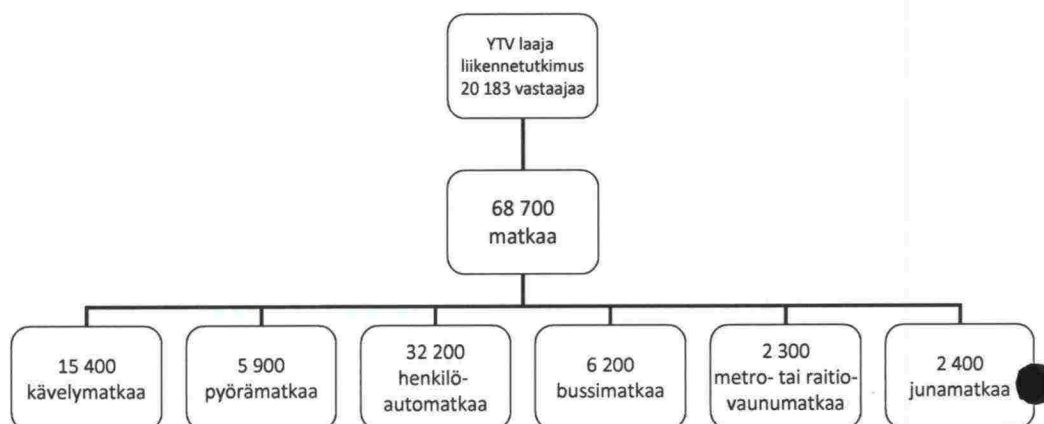 YTV laaja
liikennetutkimus
20 183 vastaajaa
68 700
matkaa
15 400
kävelymatkaa
5 900
pyörämatkaa
32 200
henkilö-
automatkaa
6 200
bussimatkaa
2 300
metro- tai raitio-
vaunumatkaa
2 400
junamatkaa